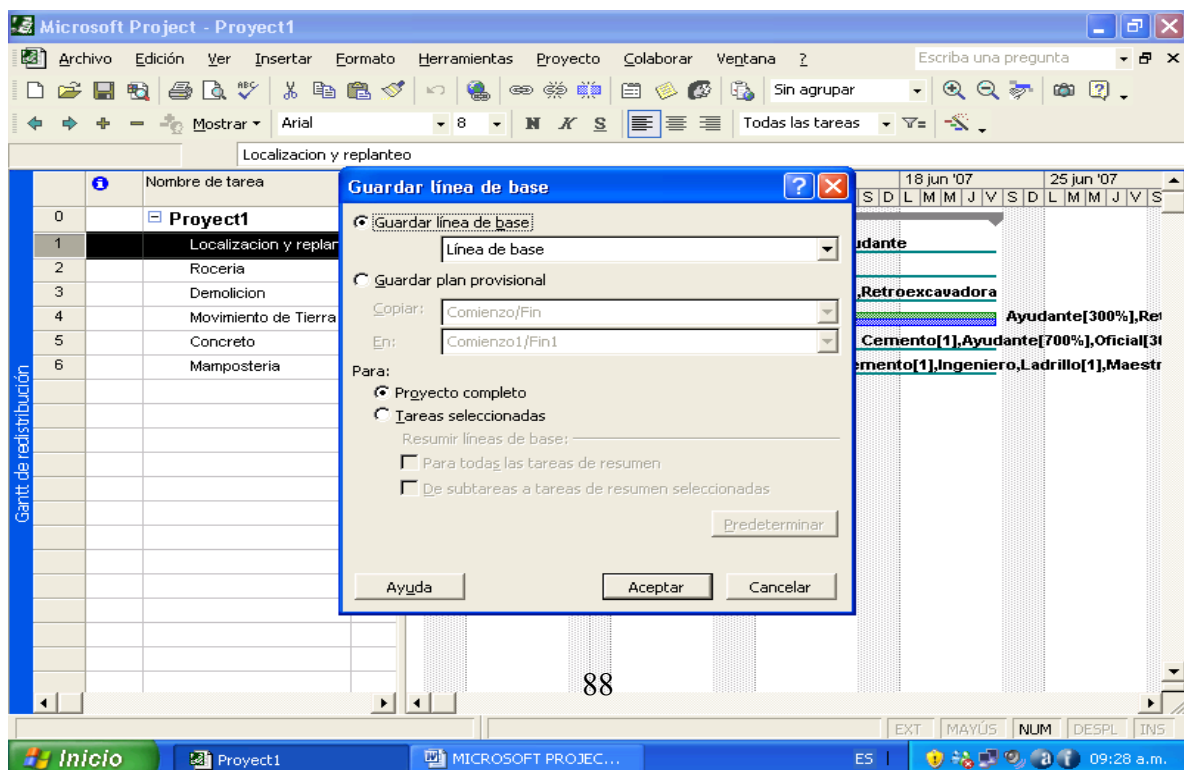 Microsoft Project - Proyect1
Archivo Edición Ver Insertar Formato Herramientas Proyecto Colaborar Ventana ? Escriba una pregunta
Sin agrupar
Mostrar Arial 8 N K S Todas las tareas
Localizacion y replanteo
Nombre de tarea
18 jun '07 25 jun '07
S D L M M J V S D L M M J V S
0 Proyect1
1 Localizacion y replan
2 Roceria
3 Demolicion
4 Movimiento de Tierra
5 Concreto
6 Mamposteria
Gantt de redistribución
Guardar línea de base
Guardar línea de base
Línea de base
Guardar plan provisional
Copiar: Comienzo/Fin
En: Comienzo1/Fin1
Para:
Proyecto completo
Tareas seleccionadas
Resumir líneas de base:
Para todas las tareas de resumen
De subtareas a tareas de resumen seleccionadas
Predeterminar
Ayuda Aceptar Cancelar
udante
,Retroexcavadora
Ayudante[300%],Ret
Cemento[1],Ayudante[700%],Oficial[30
emento[1],Ingeniero,Ladrillo[1],Maestr
88
EXT MAYÚS NUM DESPL INS
Inicio Proyect1 MICROSOFT PROJEC... ES 09:28 a.m.